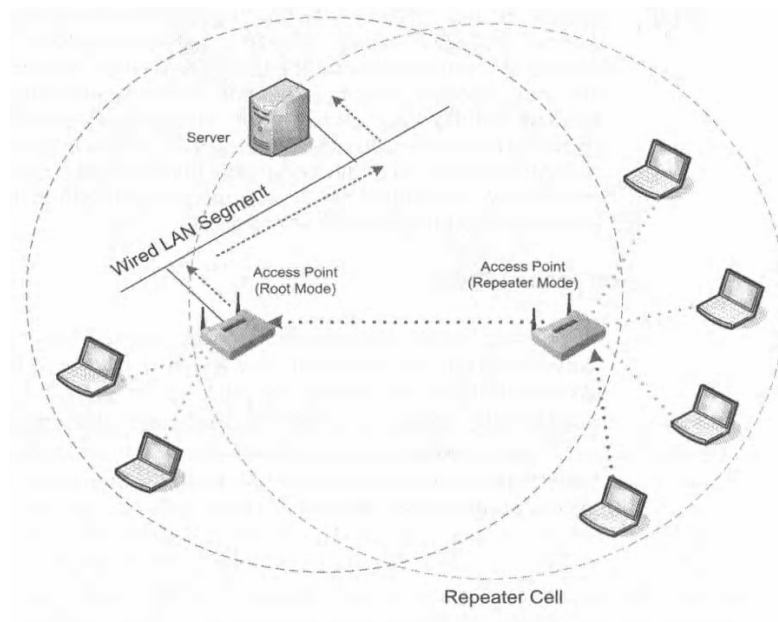 Server
Wired LAN Segment
Access Point
(Root Mode)
Access Point
(Repeater Mode)
Repeater Cell